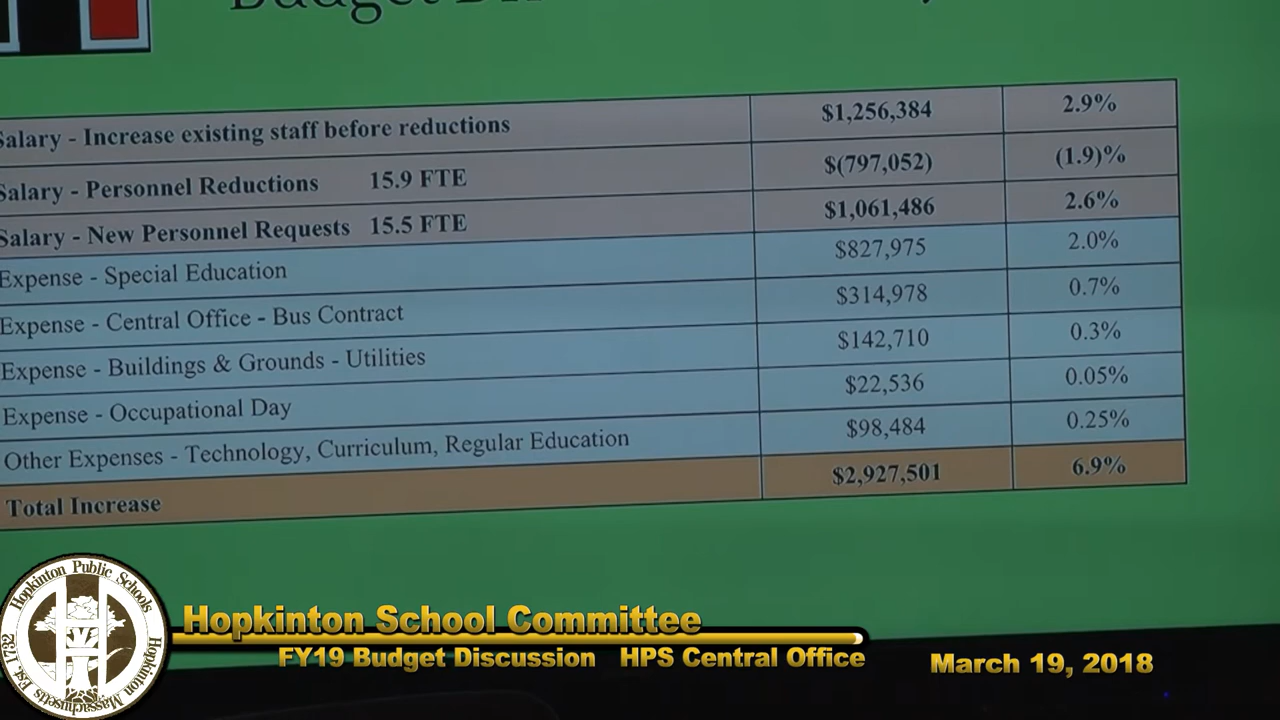 Budget
Salary - Increase existing staff before reductions $1,256,384 2.9%
Salary - Personnel Reductions 15.9 FTE $(797,052) (1.9)%
Salary - New Personnel Requests 15.5 FTE $1,061,486 2.6%
Expense - Special Education $827,975 2.0%
Expense - Central Office - Bus Contract $314,978 0.7%
Expense - Buildings & Grounds - Utilities $142,710 0.3%
Expense - Occupational Day $22,536 0.05%
Other Expenses - Technology, Curriculum, Regular Education $98,484 0.25%
Total Increase $2,927,501 6.9%
Hopkinton Public Schools
Hopkinton Massachusetts Est. 1732
H
Hopkinton School Committee
FY19 Budget Discussion HPS Central Office
March 19, 2018